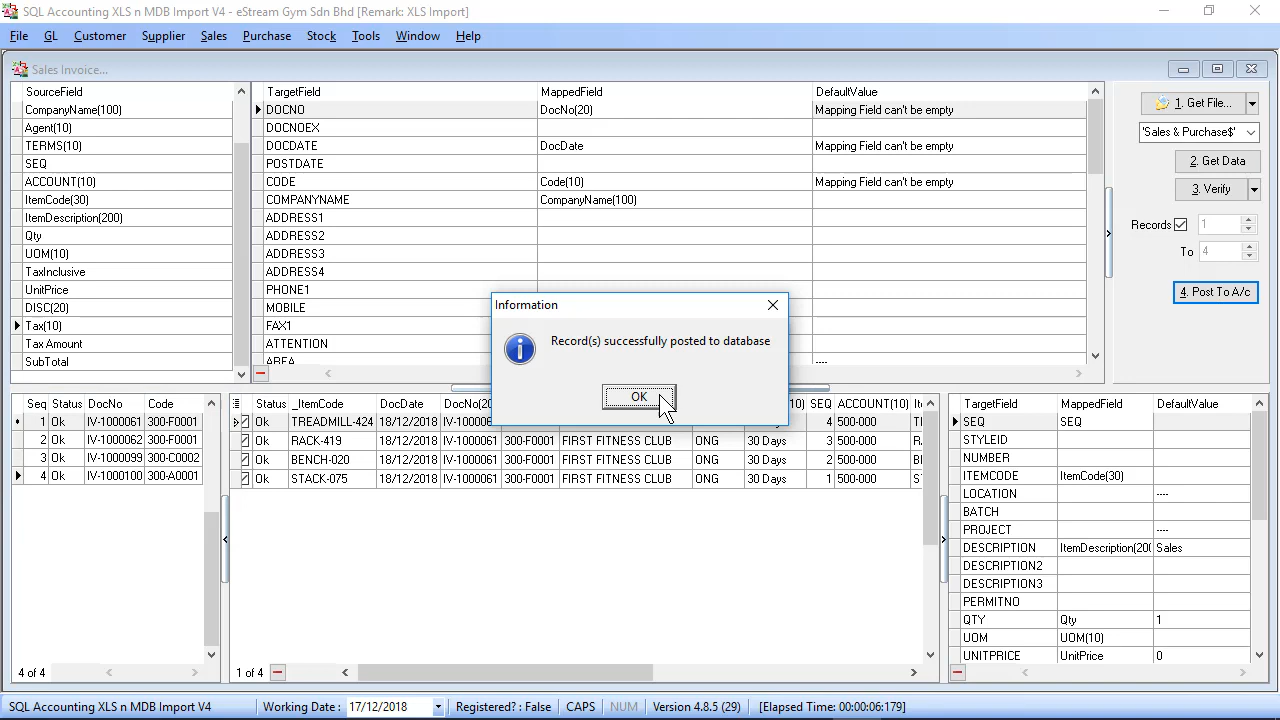 SQL Accounting XLS n MDB Import V4 - eStream Gym Sdn Bhd [Remark: XLS Import]
File GL Customer Supplier Sales Purchase Stock Tools Window Help
Sales Invoice...
SourceField
CompanyName(100)
Agent(10)
TERMS(10)
SEQ
ACCOUNT(10)
ItemCode(30)
ItemDescription(200)
Qty
UOM(10)
TaxInclusive
UnitPrice
DISC(20)
Tax(10)
Tax Amount
SubTotal
TargetField MappedField DefaultValue
DOCNO DocNo(20) Mapping Field can't be empty
DOCNOEX
DOCDATE DocDate Mapping Field can't be empty
POSTDATE
CODE Code(10) Mapping Field can't be empty
COMPANYNAME CompanyName(100)
ADDRESS1
ADDRESS2
ADDRESS3
ADDRESS4
PHONE1
MOBILE
FAX1
ATTENTION
AREA ----
1. Get File...
'Sales & Purchase$'
2. Get Data
3. Verify
Records 1
To 4
4. Post To A/c
Information
Record(s) successfully posted to database
OK
Seq Status DocNo Code
1 Ok IV-1000061 300-F0001
2 Ok IV-1000062 300-F0001
3 Ok IV-1000099 300-C0002
4 Ok IV-1000100 300-A0001
4 of 4
Status _ItemCode DocDate DocNo(20 10) SEQ ACCOUNT(10) Ite
Ok TREADMILL-424 18/12/2018 IV-1000061 300-F0001 FIRST FITNESS CLUB ONG 30 Days 4 500-000
Ok RACK-419 18/12/2018 IV-1000061 300-F0001 FIRST FITNESS CLUB ONG 30 Days 3 500-000
Ok BENCH-020 18/12/2018 IV-1000061 300-F0001 FIRST FITNESS CLUB ONG 30 Days 2 500-000
Ok STACK-075 18/12/2018 IV-1000061 300-F0001 FIRST FITNESS CLUB ONG 30 Days 1 500-000
1 of 4
TargetField MappedField DefaultValue
SEQ SEQ
STYLEID
NUMBER
ITEMCODE ItemCode(30)
LOCATION ----
BATCH
PROJECT ----
DESCRIPTION ItemDescription(200 Sales
DESCRIPTION2
DESCRIPTION3
PERMITNO
QTY Qty 1
UOM UOM(10)
UNITPRICE UnitPrice 0
SQL Accounting XLS n MDB Import V4 Working Date : 17/12/2018 Registered? : False CAPS NUM Version 4.8.5 (29) [Elapsed Time: 00:00:06:179]